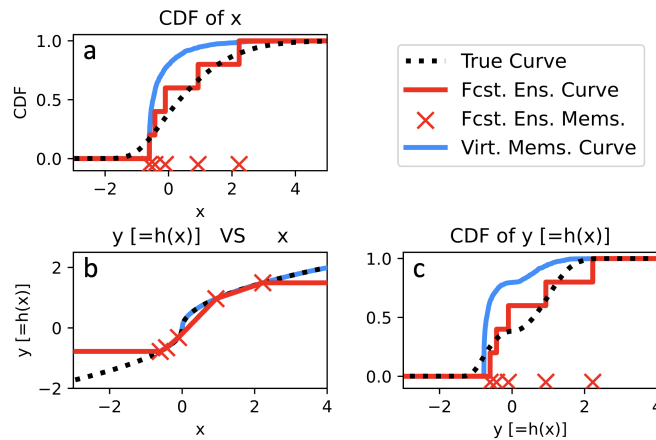 CDF of x
a
1.0
0.5
0.0
CDF
−2
0
2
4
x
True Curve
Fcst. Ens. Curve
Fcst. Ens. Mems.
Virt. Mems. Curve
y [=h(x)] VS x
b
2
0
−2
y [=h(x)]
−2
0
2
4
x
CDF of y [=h(x)]
c
1.0
0.5
0.0
−2
0
2
4
y [=h(x)]